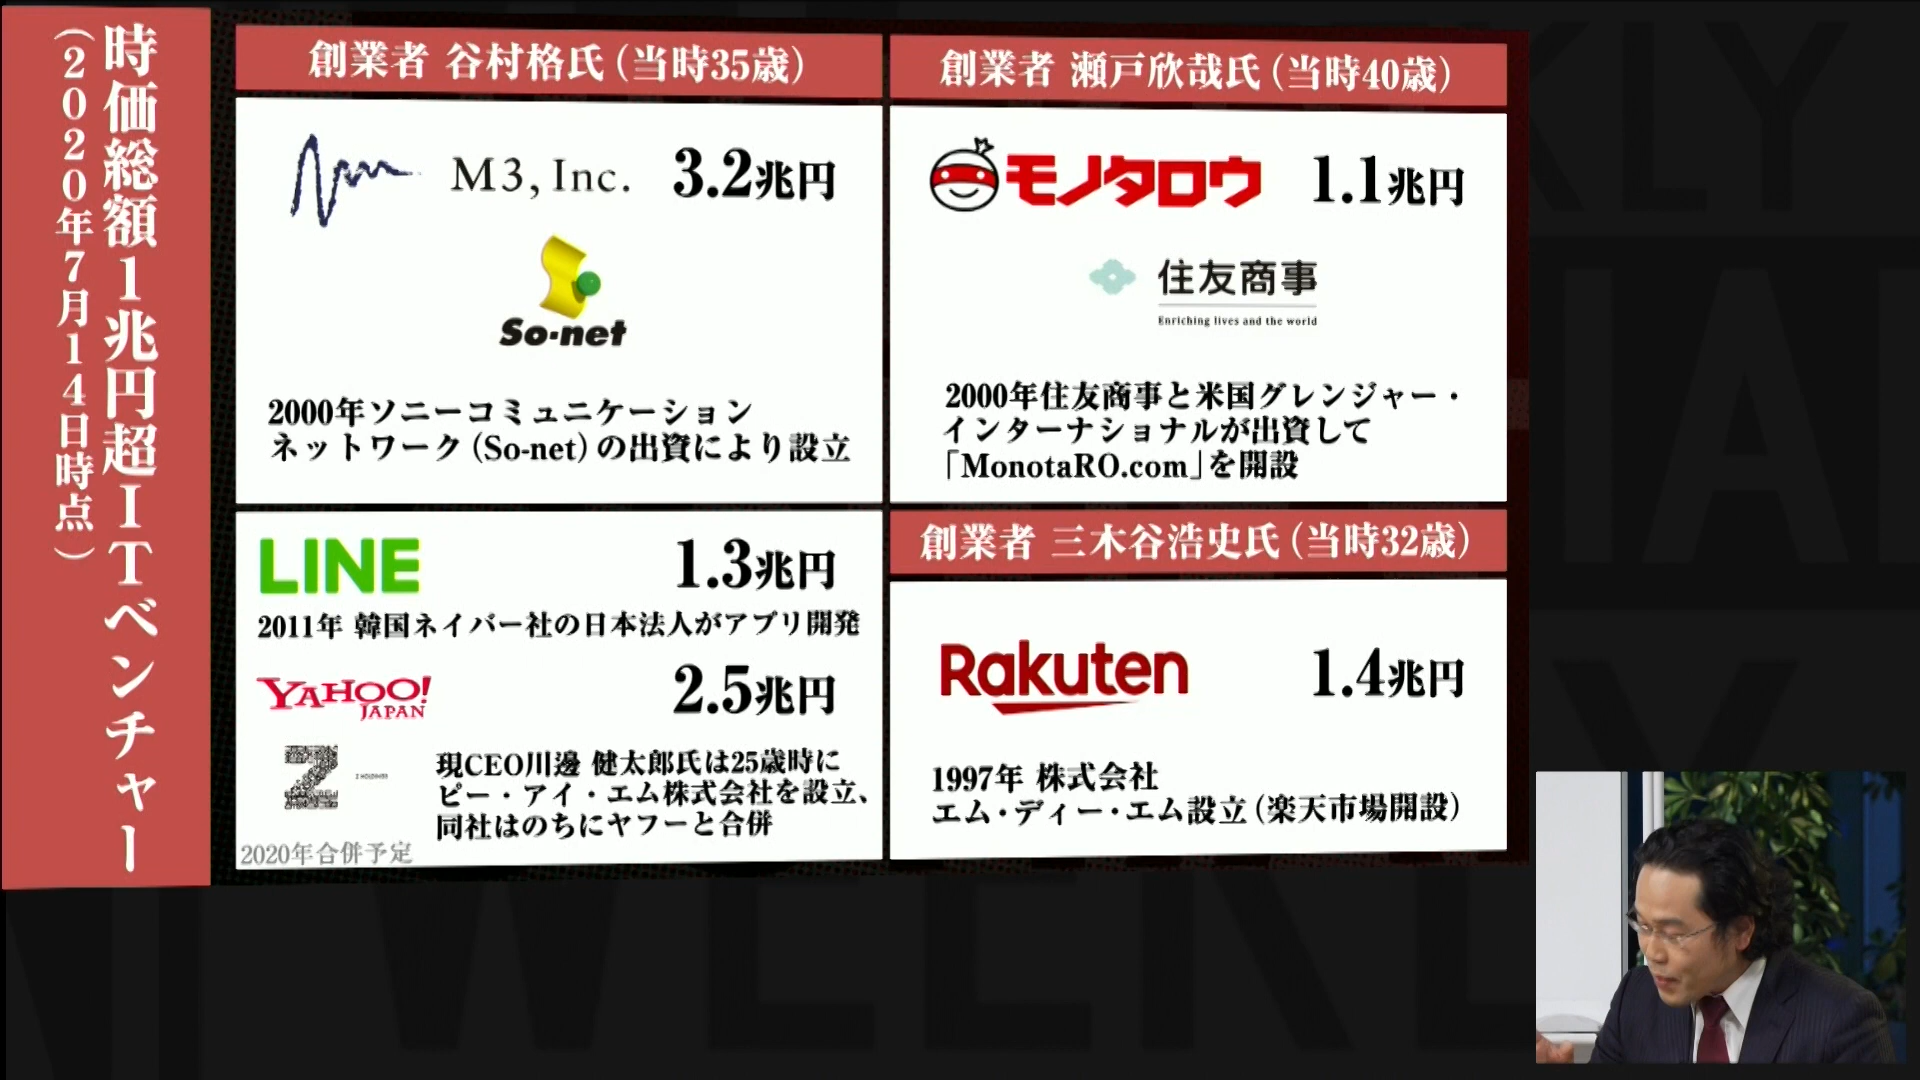 時価総額1兆円超ITベンチャー
（2020年7月14日時点）
創業者 谷村格氏（当時35歳）
M3, Inc. 3.2兆円
So-net
2000年ソニーコミュニケーション
ネットワーク（So-net）の出資により設立
創業者 瀬戸欣哉氏（当時40歳）
モノタロウ 1.1兆円
住友商事
Enriching lives and the world
2000年住友商事と米国グレンジャー・
インターナショナルが出資して
「MonotaRO.com」を開設
LINE 1.3兆円
2011年 韓国ネイバー社の日本法人がアプリ開発
YAHOO! JAPAN 2.5兆円
Z
Z HOLDINGS
現CEO川邊 健太郎氏は25歳時に
ピー・アイ・エム株式会社を設立、
同社はのちにヤフーと合併
2020年合併予定
創業者 三木谷浩史氏（当時32歳）
Rakuten 1.4兆円
1997年 株式会社
エム・ディー・エム設立（楽天市場開設）
WEEKLY